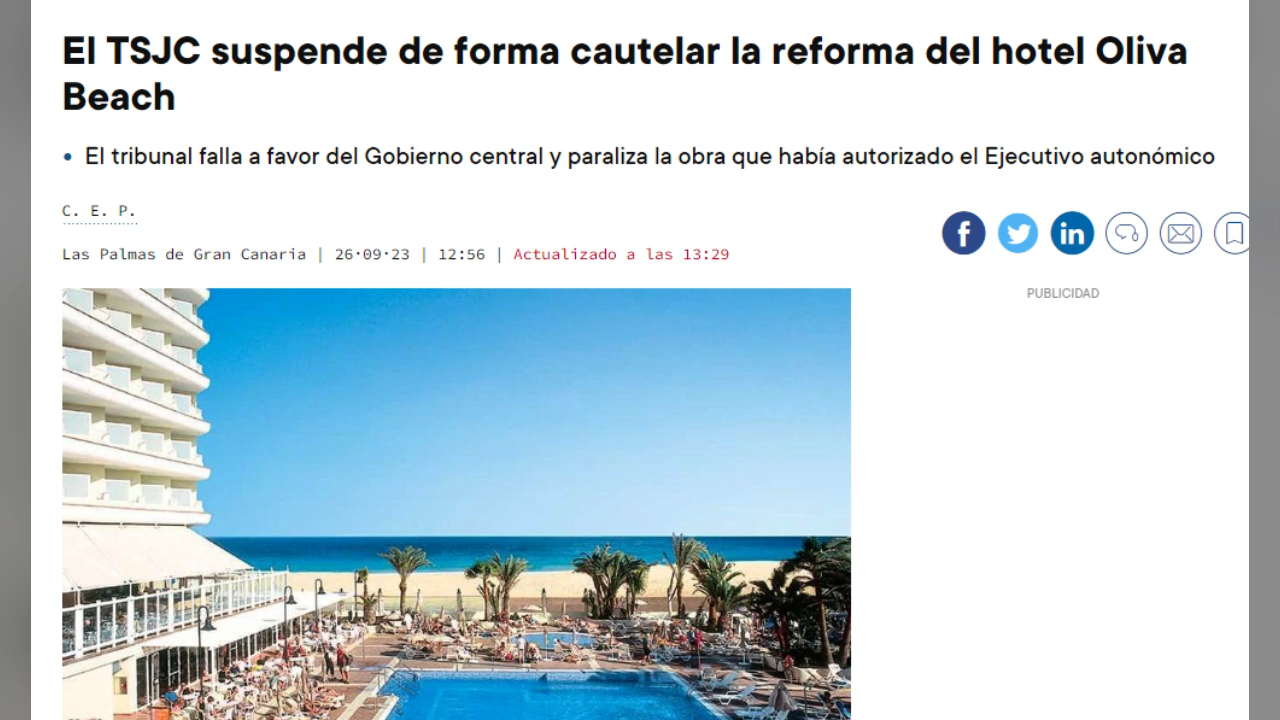 El TSJC suspende de forma cautelar la reforma del hotel Oliva
Beach
• El tribunal falla a favor del Gobierno central y paraliza la obra que había autorizado el Ejecutivo autonómico
C. E. P.
Las Palmas de Gran Canaria | 26·09·23 | 12:56 | Actualizado a las 13:29
PUBLICIDAD